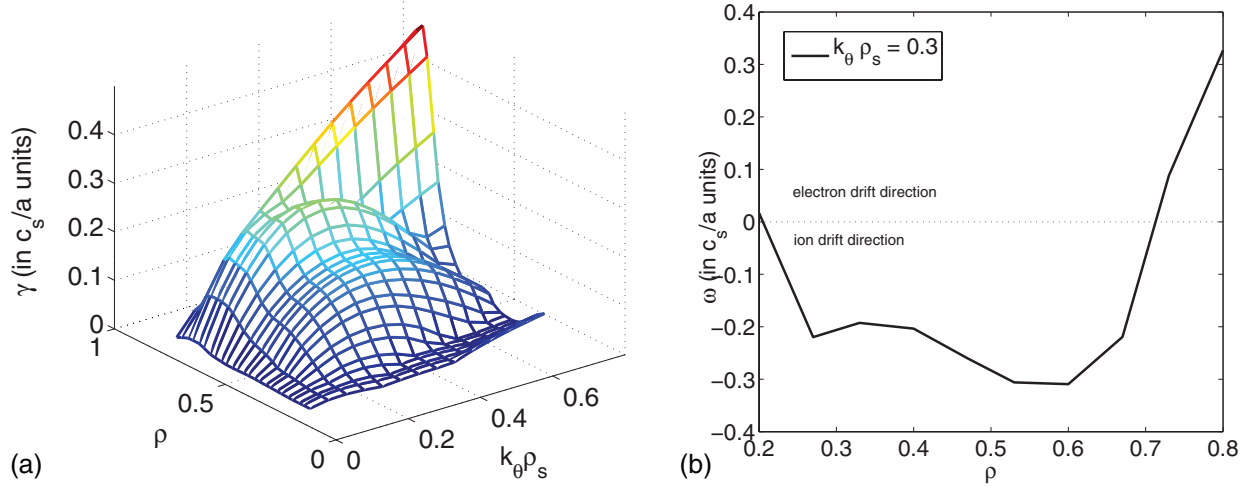 (a)
γ (in c_s/a units)
0.4
0.3
0.2
0.1
0
1
0.5
0
ρ
0
0.2
0.4
0.6
k_θρ_s
(b)
ω (in c_s/a units)
0.4
0.3
0.2
0.1
0
−0.1
−0.2
−0.3
−0.4
k_θ ρ_s = 0.3
electron drift direction
ion drift direction
0.2
0.3
0.4
0.5
0.6
0.7
0.8
ρ